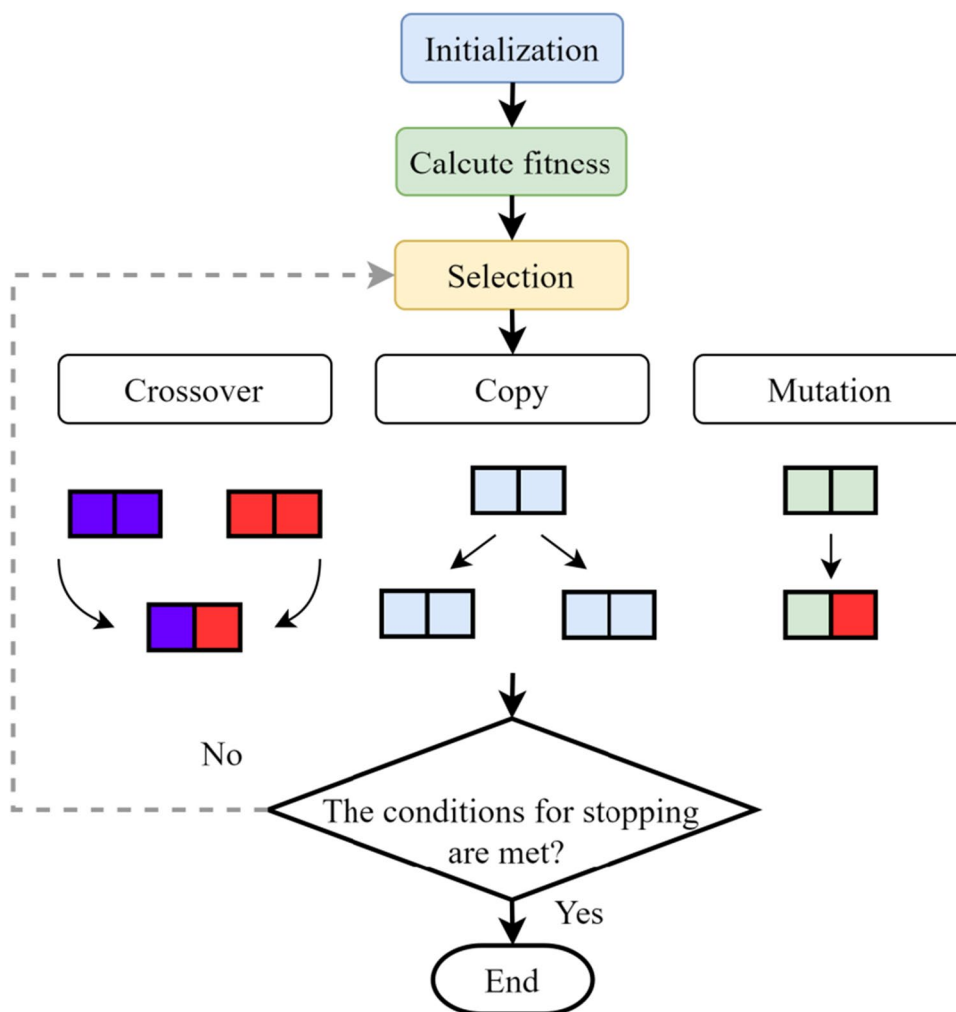 Initialization
Calcute fitness
Selection
Crossover
Copy
Mutation
No
The conditions for stopping
are met?
Yes
End